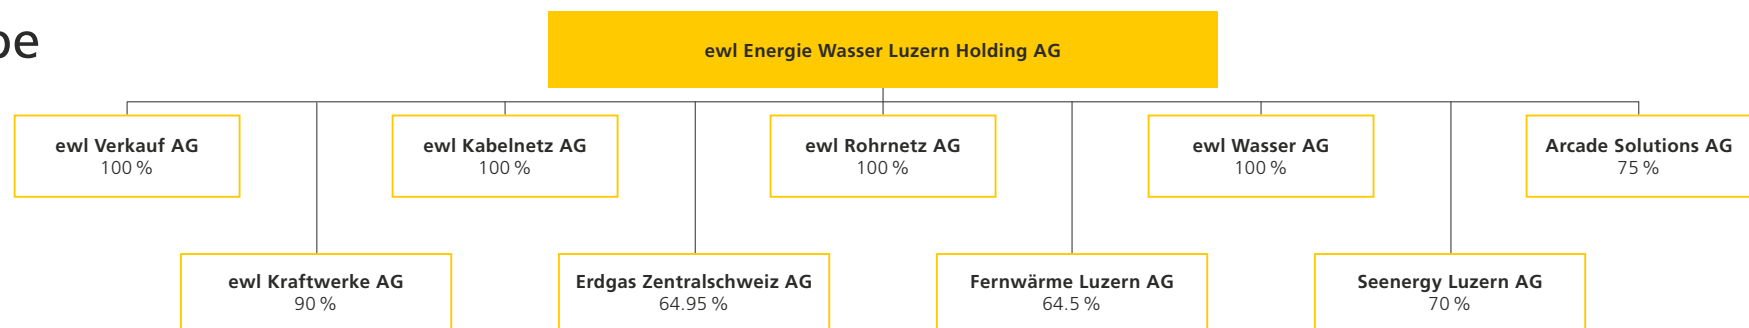 ewl Energie Wasser Luzern Holding AG
ewl Verkauf AG
100 %
ewl Kabelnetz AG
100 %
ewl Rohrnetz AG
100 %
ewl Wasser AG
100 %
Arcade Solutions AG
75 %
ewl Kraftwerke AG
90 %
Erdgas Zentralschweiz AG
64.95 %
Fernwärme Luzern AG
64.5 %
Seenergy Luzern AG
70 %